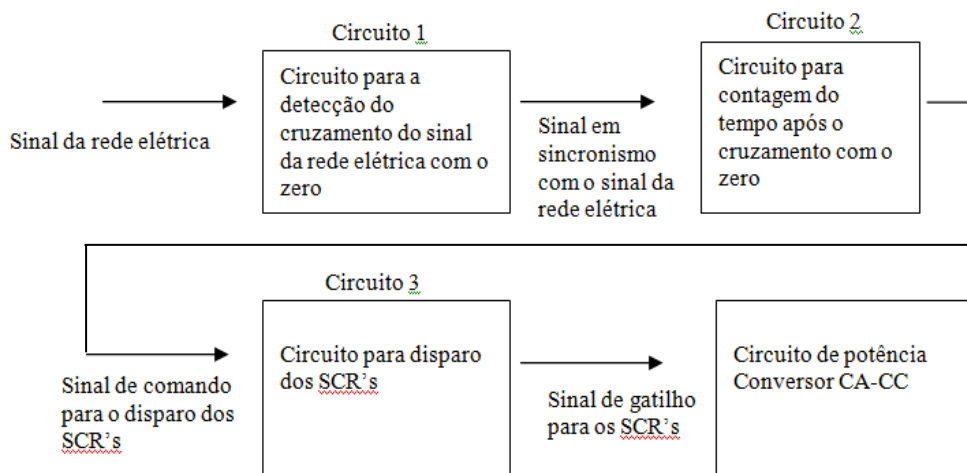 Circuito 1
Circuito para a
detecção do
cruzamento do sinal
da rede elétrica com o
zero
Sinal da rede elétrica
Sinal em
sincronismo
com o sinal da
rede elétrica
Circuito 2
Circuito para
contagem do
tempo após o
cruzamento com o
zero
Circuito 3
Circuito para disparo
dos SCR's
Sinal de comando
para o disparo dos
SCR's
Sinal de gatilho
para os SCR's
Circuito de potência
Conversor CA-CC